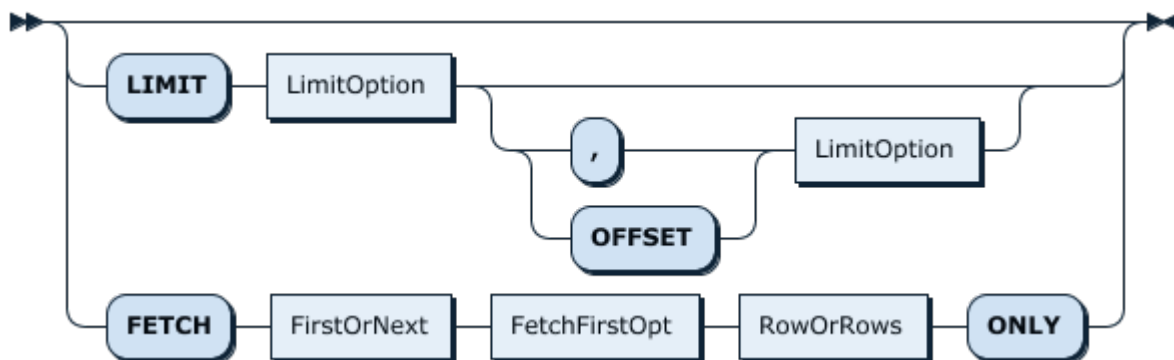 LIMIT LimitOption
, LimitOption
OFFSET
FETCH FirstOrNext FetchFirstOpt RowOrRows ONLY